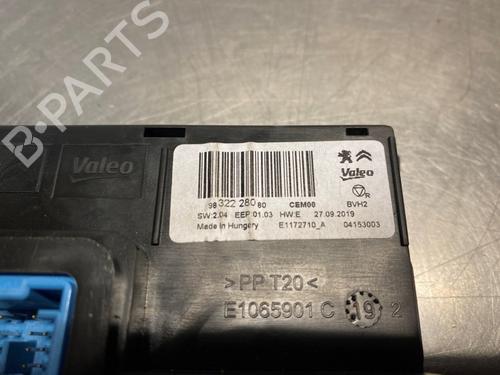 B-PARTS
Valeo
98 322 280 80 CEM00
Valeo
SW:2.04 EEP:01.03 HW:E 27.09.2019 BVH2
Made in Hungary E1172710_A 04153003
R
>PP T20<
E1065901 C 19 2